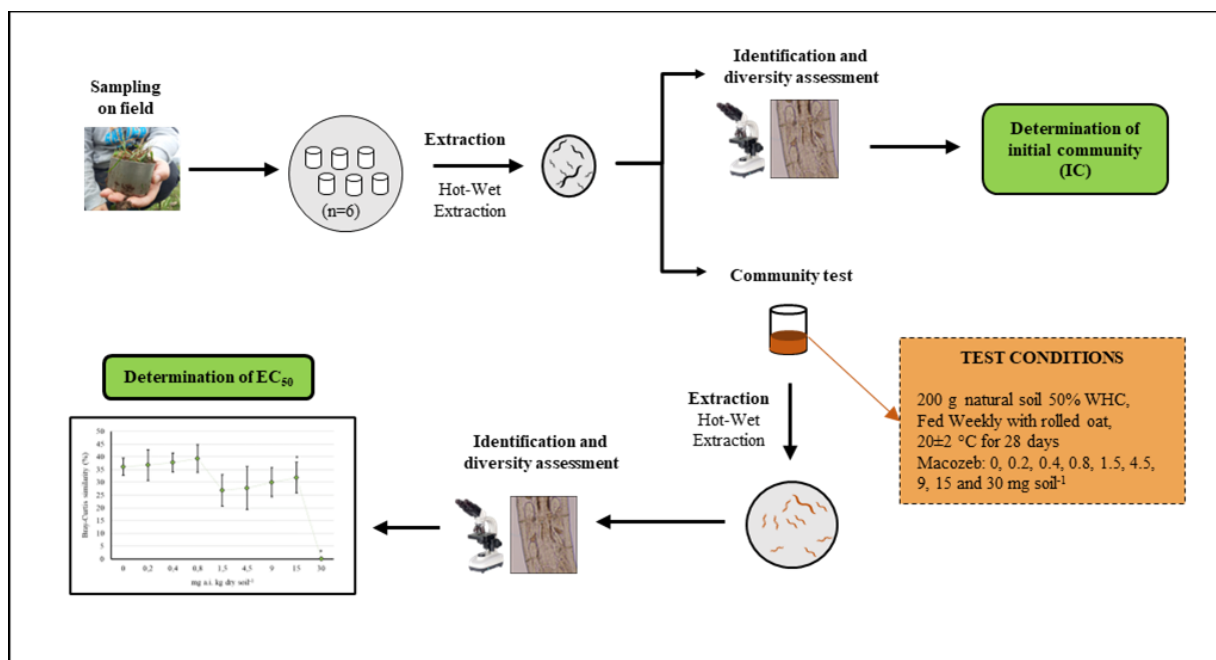 Sampling
on field
(n=6)
Extraction
Hot-Wet
Extraction
Identification and
diversity assessment
Determination of
initial community
(IC)
Community test
TEST CONDITIONS
200 g natural soil 50% WHC,
Fed Weekly with rolled oat,
20±2 °C for 28 days
Macozeb: 0, 0.2, 0.4, 0.8, 1.5, 4.5,
9, 15 and 30 mg soil⁻¹
Extraction
Hot-Wet
Extraction
Identification and
diversity assessment
Determination of EC₅₀
Bray-Curtis similarity (%)
50
45
40
35
30
25
20
15
10
5
0
0 0,2 0,4 0,8 1,5 4,5 9 15 30
mg a.i. kg dry soil⁻¹